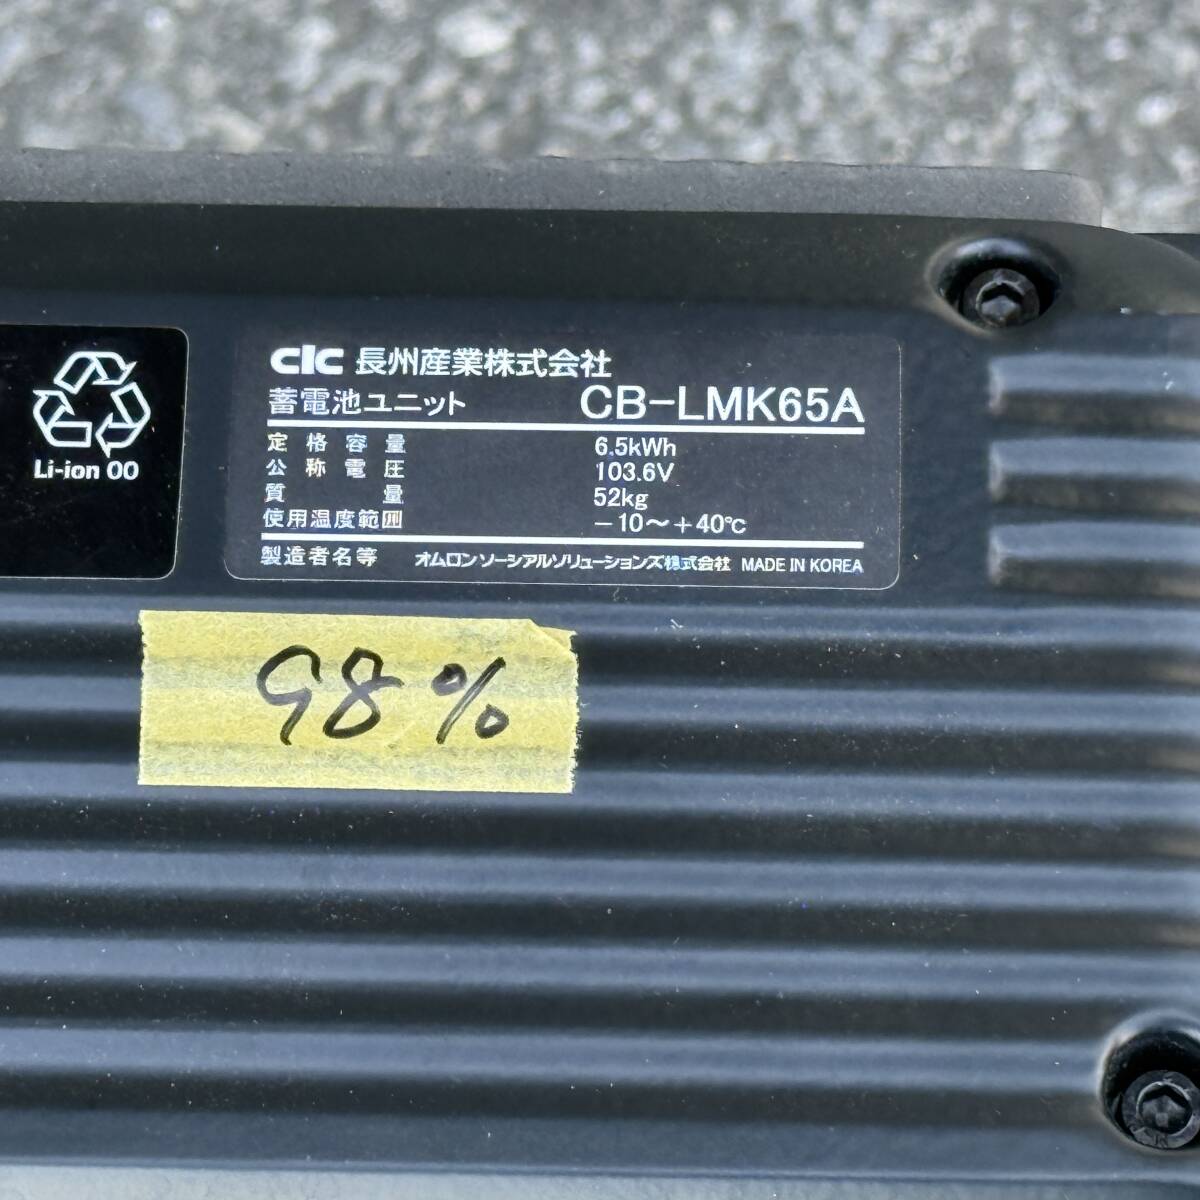 Li-ion 00
CIC 長州産業株式会社
蓄電池ユニット CB-LMK65A
定格容量 6.5kWh
公称電圧 103.6V
質量 52kg
使用温度範囲 −10～+40℃
製造者名等 オムロンソーシアルソリューションズ株式会社 MADE IN KOREA
98%